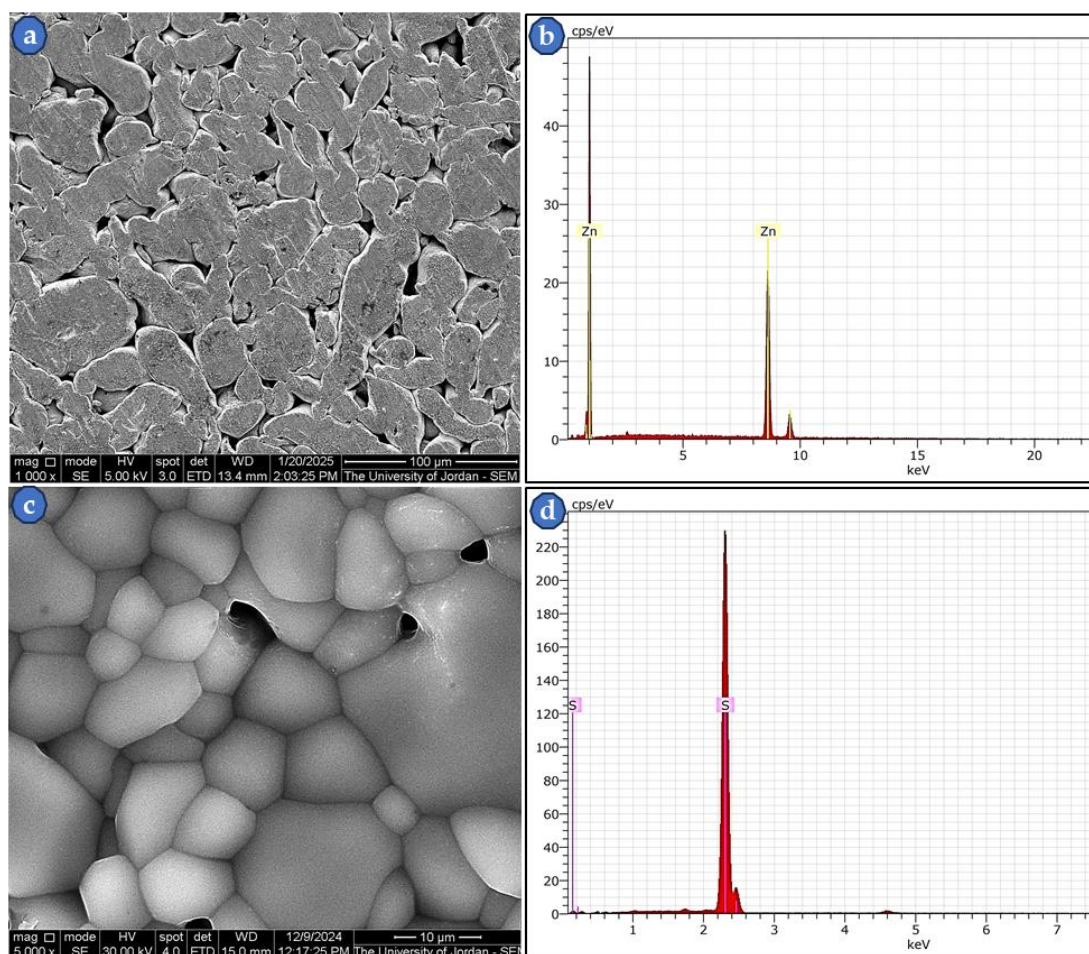 a
mag □ mode HV spot det WD 1/20/2025 100 µm
1 000 x SE 5.00 kV 3.0 ETD 13.4 mm 2:03:25 PM The University of Jordan - SEM
b
cps/eV
40
30
20
10
0
Zn
Zn
5 10 15 20
keV
c
mag □ mode HV spot det WD 12/9/2024 10 µm
5 000 x SE 30.00 kV 4.0 ETD 15.0 mm 12:17:25 PM The University of Jordan - SEM
d
cps/eV
220
200
180
160
140
120
100
80
60
40
20
0
S
S
1 2 3 4 5 6 7
keV